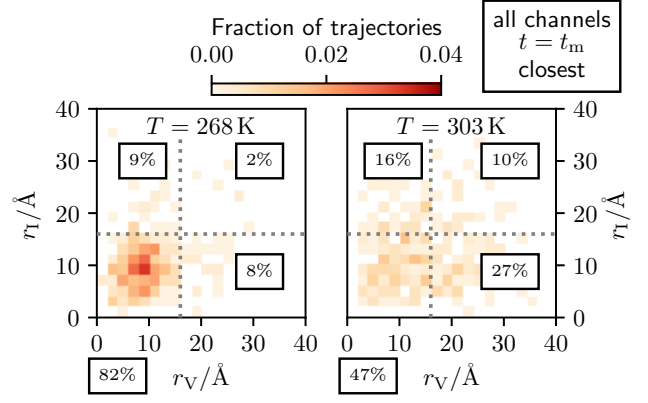 Fraction of trajectories
0.00 0.02 0.04
all channels
t = tₘ
closest
T = 268 K
9% 2%
8%
82%
40
30
20
10
0
r_I/Å
0 10 20 30 40
r_V/Å
T = 303 K
16% 10%
27%
47%
40
30
20
10
0
r_I/Å
0 10 20 30 40
r_V/Å